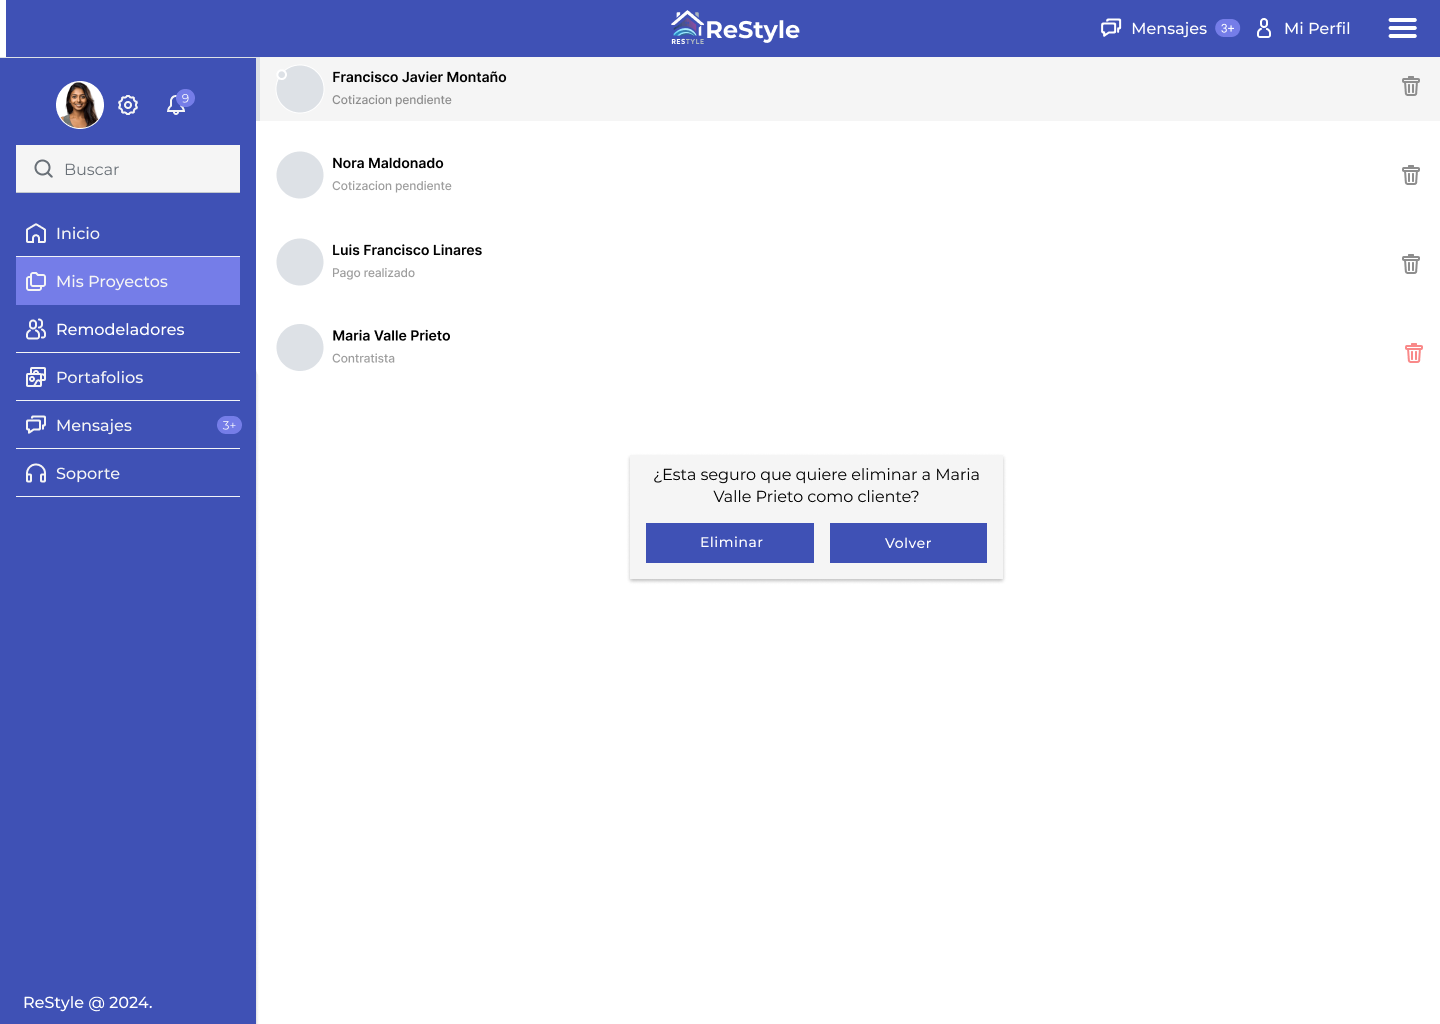 RESTYLE
ReStyle
Mensajes 3+
Mi Perfil
9
Buscar
Inicio
Mis Proyectos
Remodeladores
Portafolios
Mensajes 3+
Soporte
ReStyle @ 2024.
Francisco Javier Montaño
Cotizacion pendiente
Nora Maldonado
Cotizacion pendiente
Luis Francisco Linares
Pago realizado
Maria Valle Prieto
Contratista
¿Esta seguro que quiere eliminar a Maria
Valle Prieto como cliente?
Eliminar
Volver